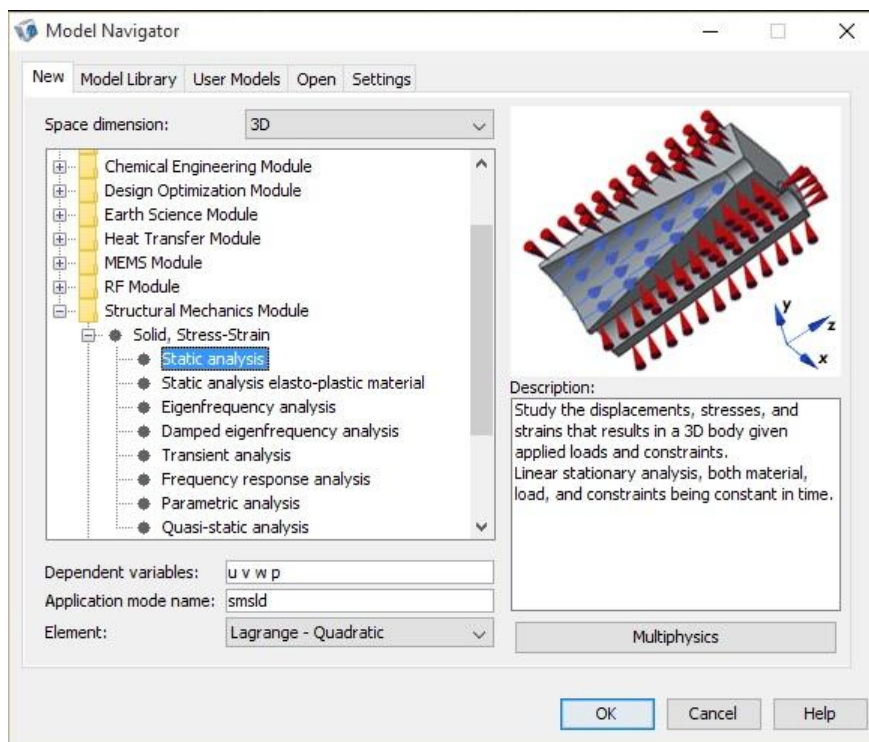 Model Navigator
New Model Library User Models Open Settings
Space dimension: 3D
Chemical Engineering Module
Design Optimization Module
Earth Science Module
Heat Transfer Module
MEMS Module
RF Module
Structural Mechanics Module
Solid, Stress-Strain
Static analysis
Static analysis elasto-plastic material
Eigenfrequency analysis
Damped eigenfrequency analysis
Transient analysis
Frequency response analysis
Parametric analysis
Quasi-static analysis
Dependent variables: u v w p
Application mode name: smsld
Element: Lagrange - Quadratic
y
z
x
Description:
Study the displacements, stresses, and
strains that results in a 3D body given
applied loads and constraints.
Linear stationary analysis, both material,
load, and constraints being constant in time.
Multiphysics
OK Cancel Help